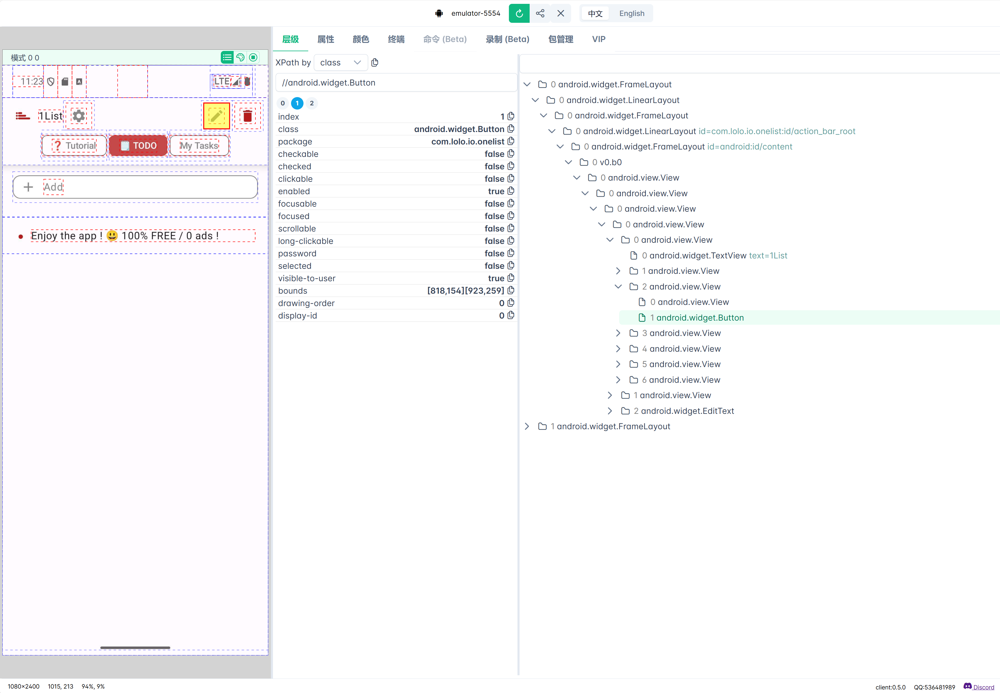 emulator-5554
中文
English
层级
属性
颜色
终端
命令 (Beta)
录制 (Beta)
包管理
VIP
模式 0 0
11:23
A
LTE
1List
❓ Tutorial
TODO
My Tasks
Add
Enjoy the app ! 😃 100% FREE / 0 ads !
XPath by
class
//android.widget.Button
0
1
2
index 1
class android.widget.Button
package com.lolo.io.onelist
checkable false
checked false
clickable false
enabled true
focusable false
focused false
scrollable false
long-clickable false
password false
selected false
visible-to-user true
bounds [818,154][923,259]
drawing-order 0
display-id 0
0 android.widget.FrameLayout
0 android.widget.LinearLayout
0 android.widget.FrameLayout
0 android.widget.LinearLayout id=com.lolo.io.onelist:id/action_bar_root
0 android.widget.FrameLayout id=android:id/content
0 v0.b0
0 android.view.View
0 android.view.View
0 android.view.View
0 android.view.View
0 android.view.View
0 android.widget.TextView text=1List
1 android.view.View
2 android.view.View
0 android.view.View
1 android.widget.Button
3 android.view.View
4 android.view.View
5 android.view.View
6 android.view.View
1 android.view.View
2 android.widget.EditText
1 android.widget.FrameLayout
1080×2400
1015, 213
94%, 9%
client:0.5.0
QQ:536481989
Discord